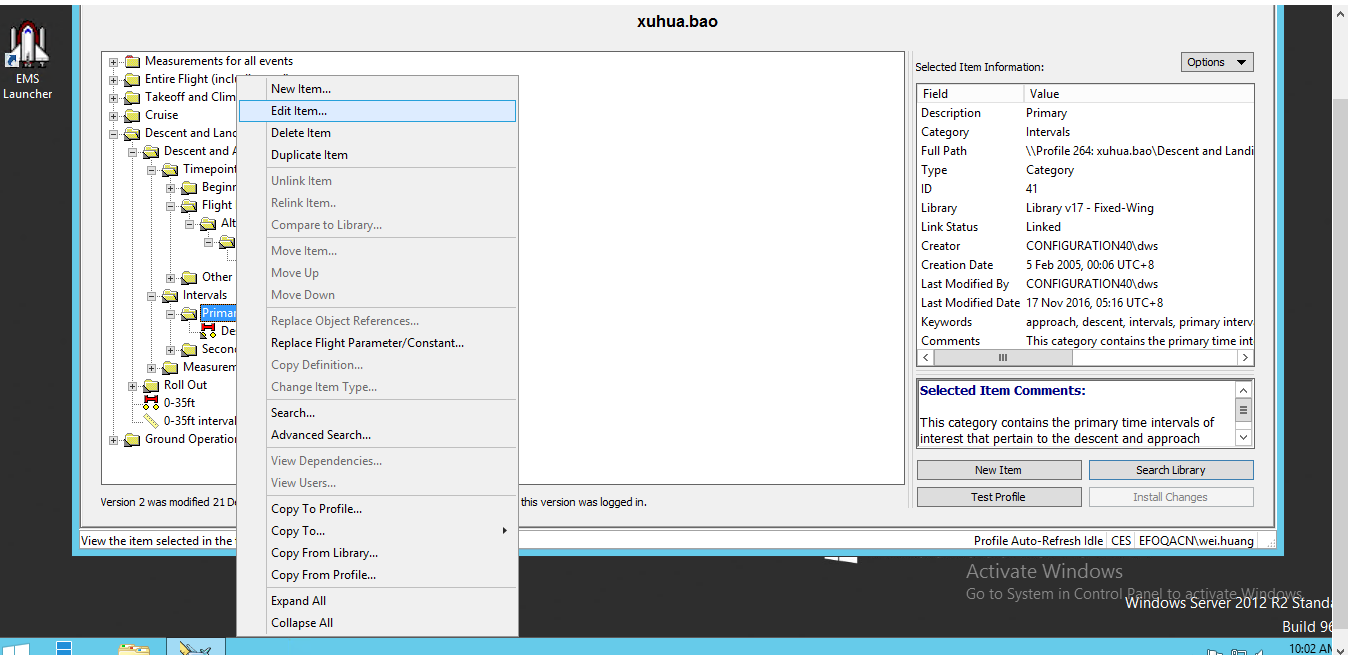 xuhua.bao
EMS
Launcher
Measurements for all events
Entire Flight
Takeoff and Clim
Cruise
Descent and Land
Descent and A
Timepoint
Beginn
Flight
Alt
Other
Intervals
Primar
De
Secon
Measurem
Roll Out
0-35ft
0-35ft interval
Ground Operation
Version 2 was modified 21 De
this version was logged in.
New Item...
Edit Item...
Delete Item
Duplicate Item
Unlink Item
Relink Item..
Compare to Library...
Move Item...
Move Up
Move Down
Replace Object References...
Replace Flight Parameter/Constant...
Copy Definition...
Change Item Type...
Search...
Advanced Search...
View Dependencies...
View Users...
Copy To Profile...
Copy To...
Copy From Library...
Copy From Profile...
Expand All
Collapse All
Selected Item Information:
Options
Field Value
Description Primary
Category Intervals
Full Path \\Profile 264: xuhua.bao\Descent and Landi
Type Category
ID 41
Library Library v17 - Fixed-Wing
Link Status Linked
Creator CONFIGURATION40\dws
Creation Date 5 Feb 2005, 00:06 UTC+8
Last Modified By CONFIGURATION40\dws
Last Modified Date 17 Nov 2016, 05:16 UTC+8
Keywords approach, descent, intervals, primary interv
Comments This category contains the primary time int
Selected Item Comments:
This category contains the primary time intervals of
interest that pertain to the descent and approach
New Item Search Library
Test Profile Install Changes
View the item selected in the
Profile Auto-Refresh Idle CES EFOQACN\wei.huang
Activate Windows
Go to System in Control Panel to activate Windows.
Windows Server 2012 R2 Standa
Build 96
10:02 AM